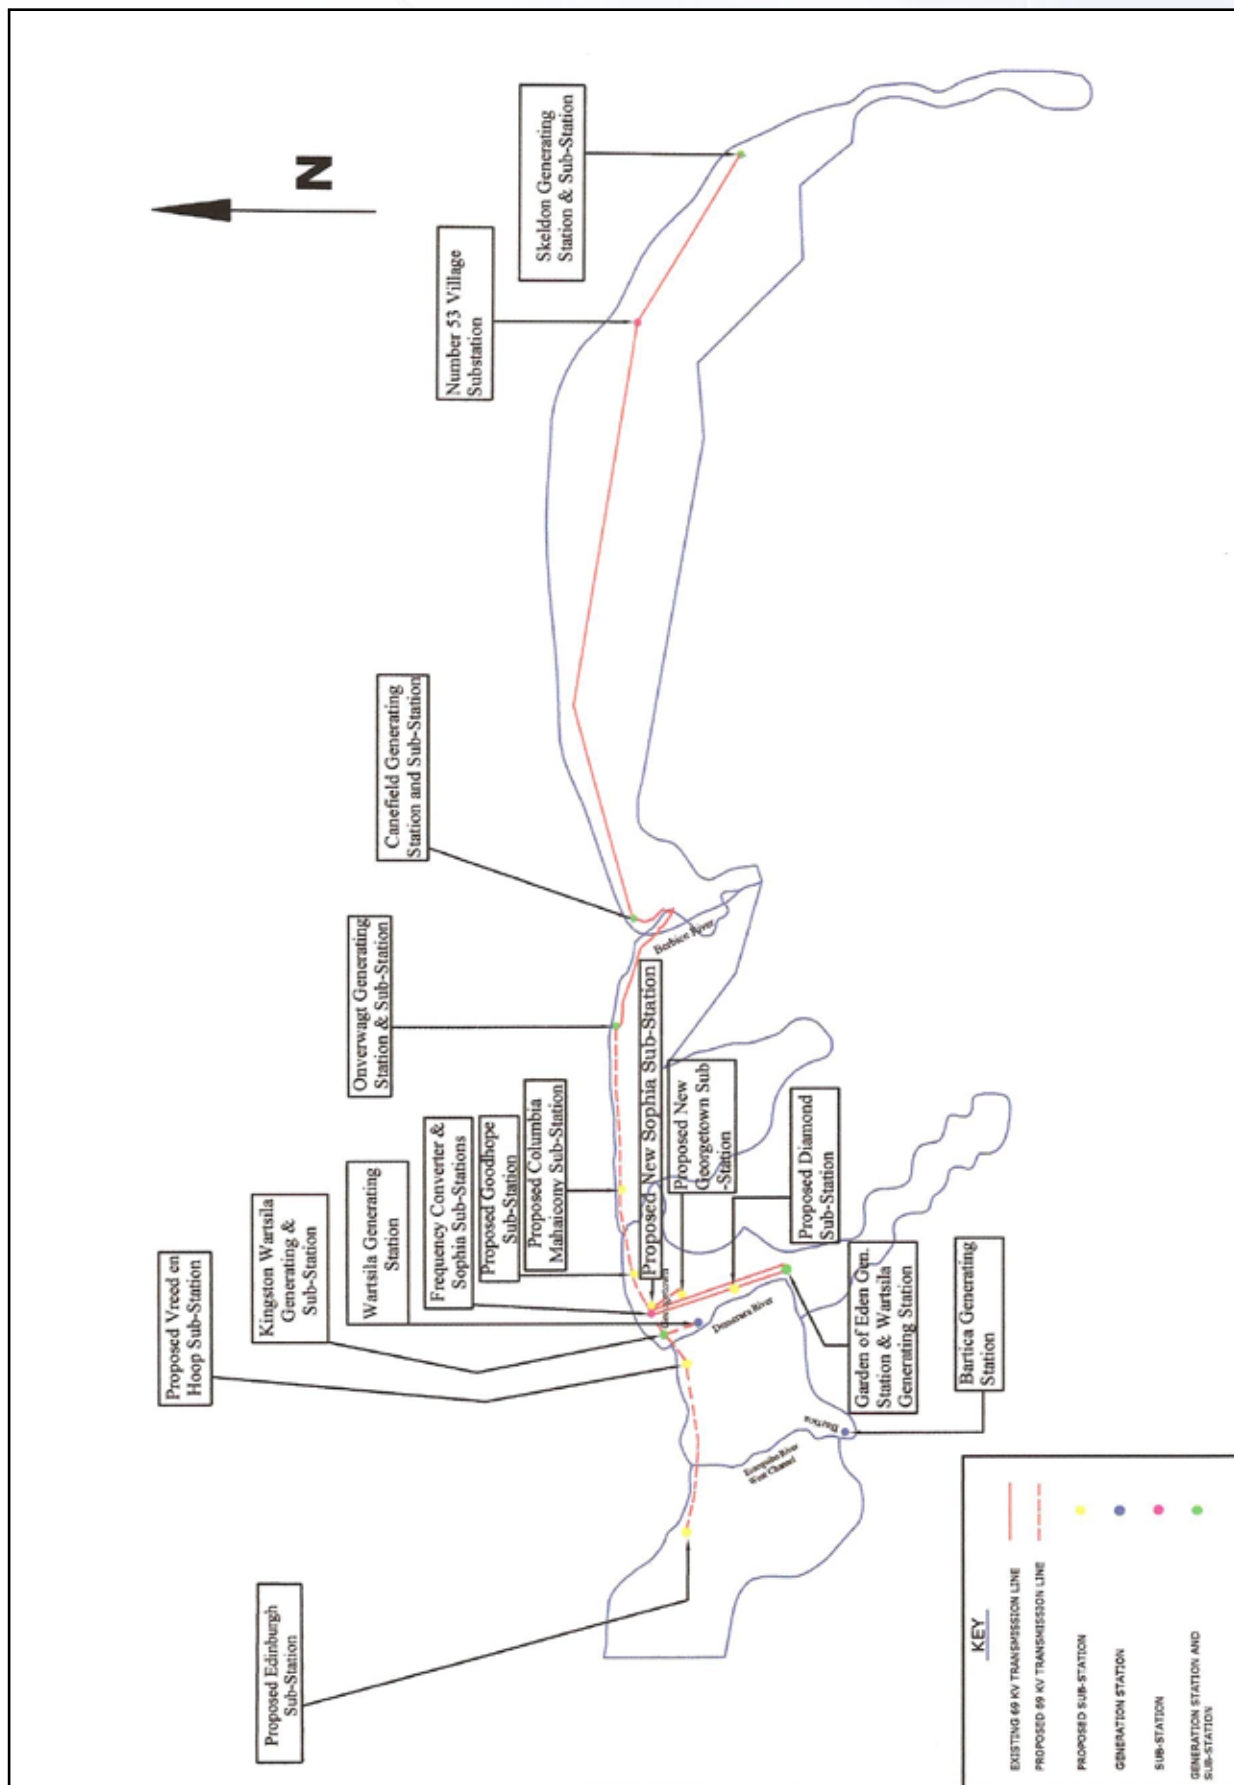 N
Skeldon Generating
Station & Sub-Station
Number 53 Village
Substation
Canefield Generating
Station and Sub-Station
Onverwagt Generating
Station & Sub-Station
Berbice River
Proposed New Sophia Sub-Station
Proposed New
Georgetown Sub
-Station
Proposed Columbia
Mahaicony Sub-Station
Proposed Goodhope
Sub-Station
Frequency Converter &
Sophia Sub-Stations
Wartsila Generating
Station
Kingston Wartsila
Generating &
Sub-Station
Proposed Vreed en
Hoop Sub-Station
Proposed Diamond
Sub-Station
Georgetown
Demerara River
Garden of Eden Gen.
Station & Wartsila
Generating Station
Bartica Generating
Station
Bartica
Essequibo River
West Channel
Proposed Edinburgh
Sub-Station
KEY
EXISTING 69 KV TRANSMISSION LINE
PROPOSED 69 KV TRANSMISSION LINE
PROPOSED SUB-STATION
GENERATION STATION
SUB-STATION
GENERATION STATION AND
SUB-STATION